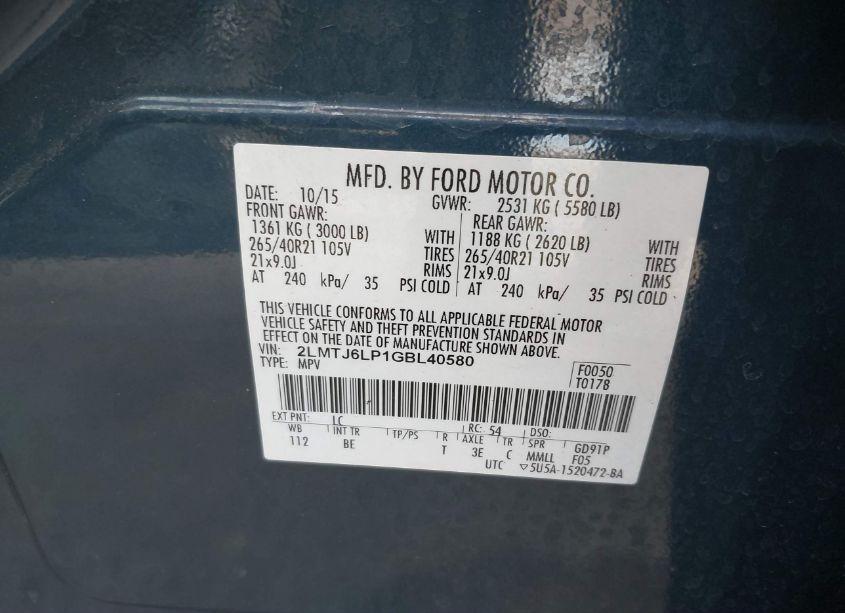 MFD. BY FORD MOTOR CO.
DATE: 10/15 GVWR: 2531 KG ( 5580 LB)
FRONT GAWR: REAR GAWR:
1361 KG ( 3000 LB) WITH 1188 KG ( 2620 LB) WITH
265/40R21 105V TIRES 265/40R21 105V TIRES
21x9.0J RIMS 21x9.0J RIMS
AT 240 kPa/ 35 PSI COLD AT 240 kPa/ 35 PSI COLD
THIS VEHICLE CONFORMS TO ALL APPLICABLE FEDERAL MOTOR
VEHICLE SAFETY AND THEFT PREVENTION STANDARDS IN
EFFECT ON THE DATE OF MANUFACTURE SHOWN ABOVE.
VIN: 2LMTJ6LP1GBL40580 F0050
TYPE: MPV T0178
EXT PNT: LC RC: 54 DSO:
WB INT TR TP/PS R AXLE TR SPR GD91P
112 BE T 3E C MMLL F05
UTC ▽5U5A-1520472-BA